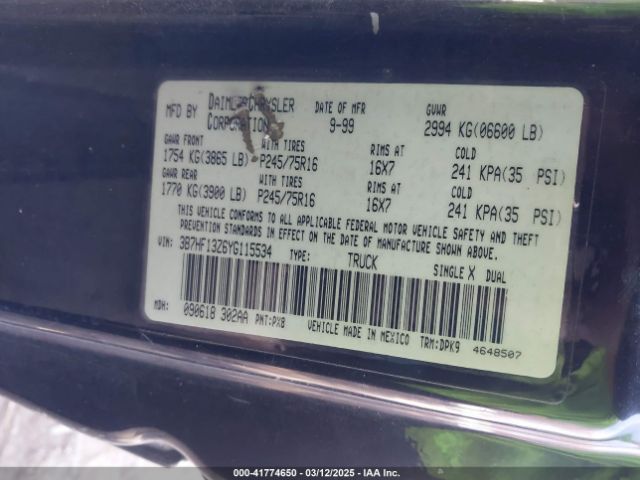 MFD BY DAIMLERCHRYSLER CORPORATION DATE OF MFR 9-99 GVWR 2994 KG(06600 LB)
GAWR FRONT WITH TIRES RIMS AT COLD
1754 KG(3865 LB) P245/75R16 16X7 241 KPA(35 PSI)
GAWR REAR WITH TIRES RIMS AT COLD
1770 KG(3900 LB) P245/75R16 16X7 241 KPA(35 PSI)
THIS VEHICLE CONFORMS TO ALL APPLICABLE FEDERAL MOTOR VEHICLE SAFETY AND THEFT
PREVENTION STANDARDS IN EFFECT ON THE DATE OF MANUFACTURE SHOWN ABOVE.
VIN: 3B7HF13Z6YG115534 TYPE: TRUCK SINGLE X DUAL
MDH: 090618 302AA PNT:PX8 VEHICLE MADE IN MEXICO TRM:DPK9 4648507
000-41774650 | 03/12/2025 | IAA Inc.